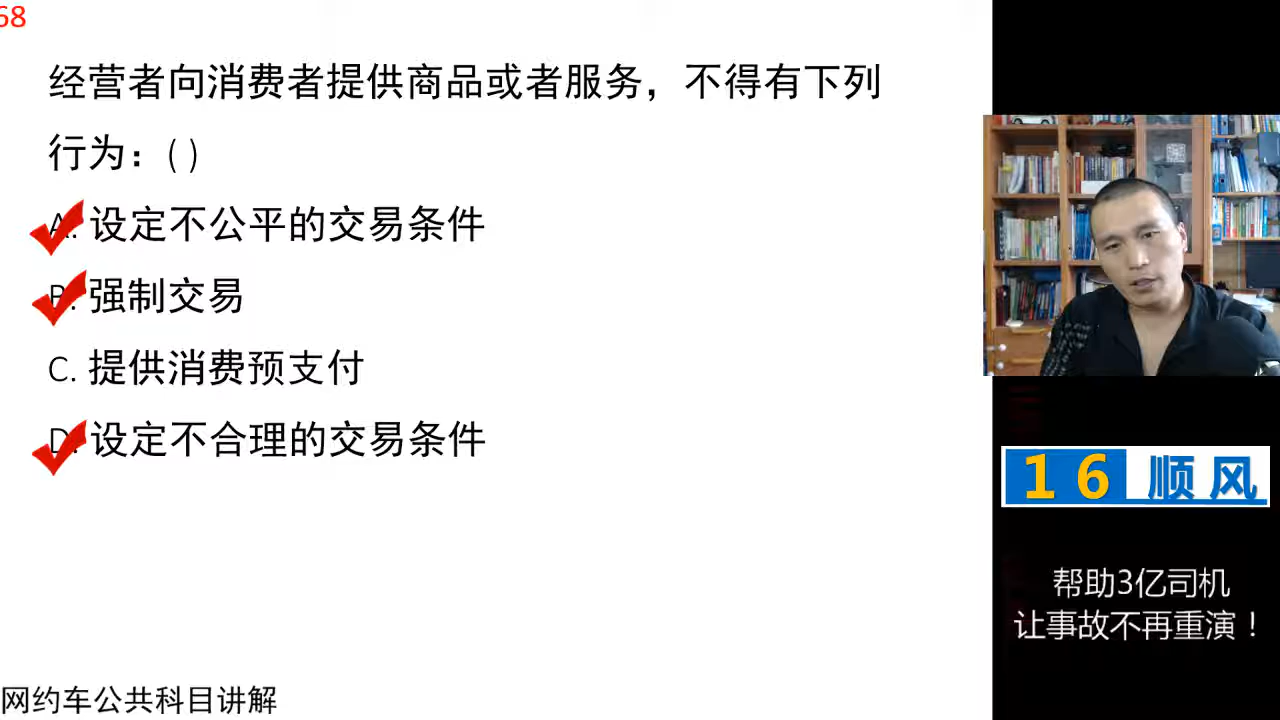 68
经营者向消费者提供商品或者服务，不得有下列
行为：( )
A. 设定不公平的交易条件
B. 强制交易
C. 提供消费预支付
D. 设定不合理的交易条件
16 顺风
帮助3亿司机
让事故不再重演！
网约车公共科目讲解